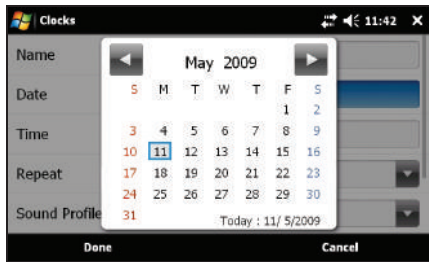 Clocks 11:42
Name
May 2009
Date
S M T W T F S
1 2
Time
3 4 5 6 7 8 9
10 11 12 13 14 15 16
Repeat
17 18 19 20 21 22 23
24 25 26 27 28 29 30
Sound Profile
31
Today : 11/ 5/2009
Done Cancel